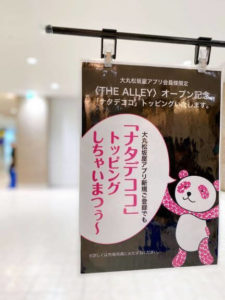 大丸松坂屋アプリ会員様限定
〈THE ALLEY〉オープン記念
「ナタデココ」トッピングいたします。
大丸松坂屋アプリ新規ご登録でも
「ナタデココ」
トッピング
しちゃいまつぅ〜